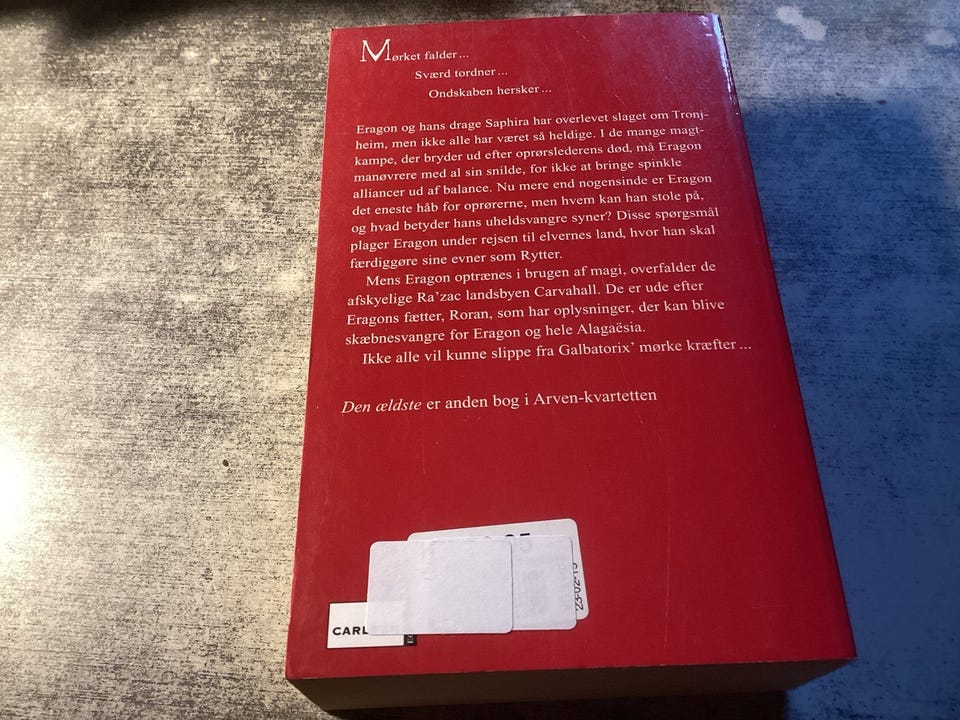 Mørket falder...
Sværd tordner...
Ondskaben hersker...
Eragon og hans drage Saphira har overlevet slaget om Tronj-
heim, men ikke alle har været så heldige. I de mange magt-
kampe, der bryder ud efter oprørslederens død, må Eragon
manøvrere med al sin snilde, for ikke at bringe spinkle
alliancer ud af balance. Nu mere end nogensinde er Eragon
det eneste håb for oprørerne, men hvem kan han stole på,
og hvad betyder hans uheldsvangre syner? Disse spørgsmål
plager Eragon under rejsen til elvernes land, hvor han skal
færdiggøre sine evner som Rytter.
Mens Eragon optrænes i brugen af magi, overfalder de
afskyelige Ra'zac landsbyen Carvahall. De er ude efter
Eragons fætter, Roran, som har oplysninger, der kan blive
skæbnesvangre for Eragon og hele Alagaësia.
Ikke alle vil kunne slippe fra Galbatorix' mørke kræfter...
Den ældste er anden bog i Arven-kvartetten
23-02-15
CARL